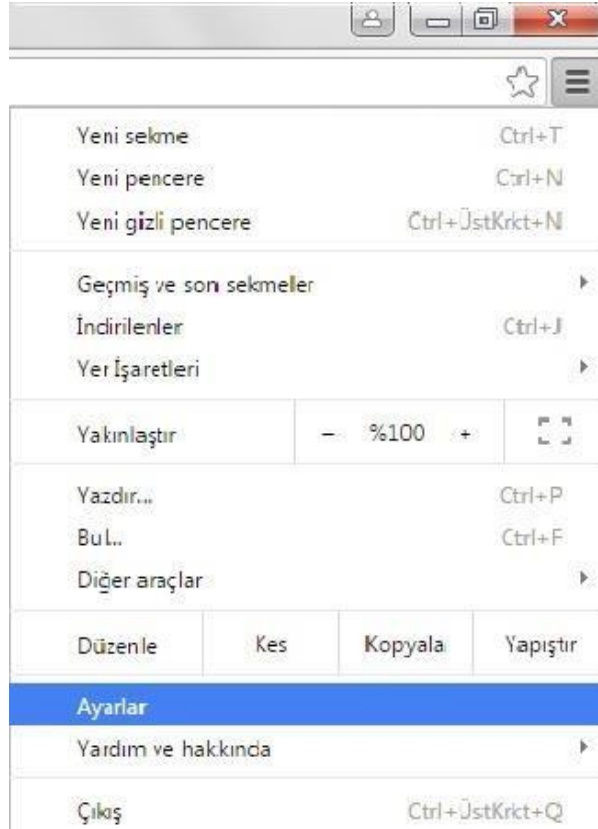 Yeni sekme Ctrl+T
Yeni pencere Ctrl+N
Yeni gizli pencere Ctrl+ÜstKrkt+N
Geçmiş ve son sekmeler
İndirilenler Ctrl+J
Yer İşaretleri
Yakınlaştır − %100 +
Yazdır... Ctrl+P
Bul... Ctrl+F
Diğer araçlar
Düzenle Kes Kopyala Yapıştır
Ayarlar
Yardım ve hakkında
Çıkış Ctrl+ÜstKrkt+Q